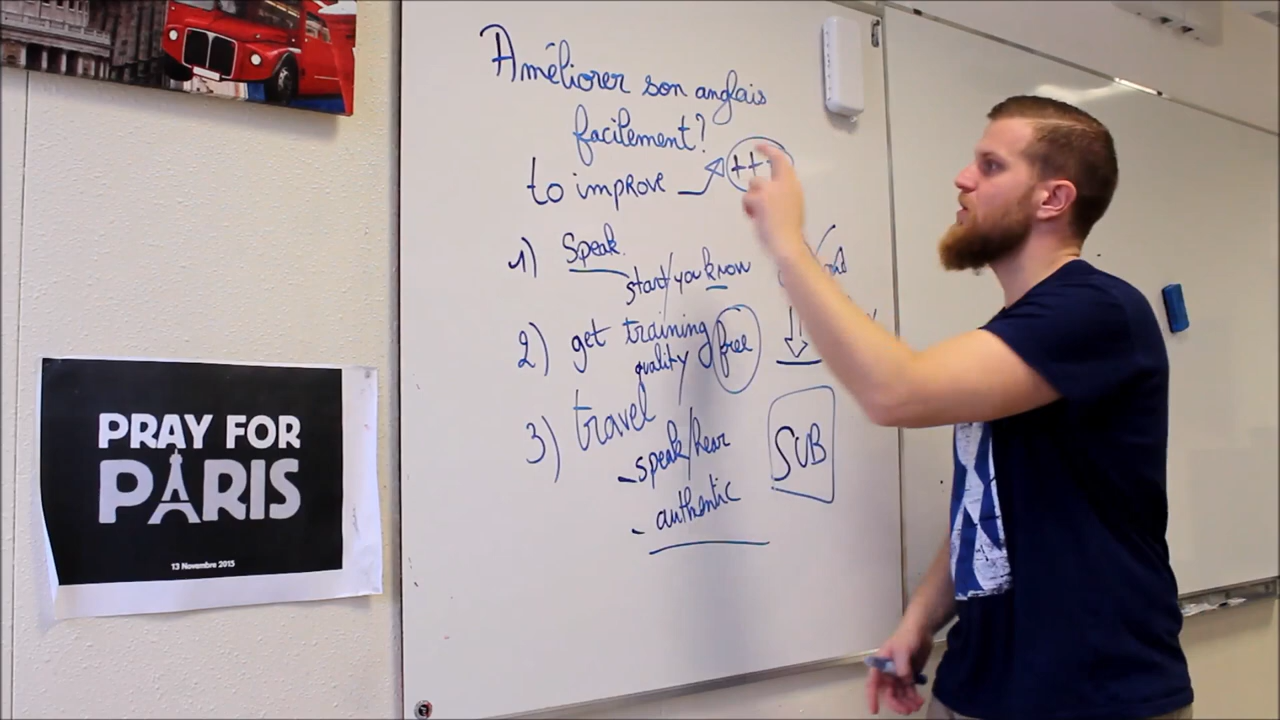 Améliorer son anglais
facilement?
to improve
+++
1) Speak
start/you know
2) get training
quality/ free
3) travel
- speak/hear
- authentic
SUB
PRAY FOR
PARIS
13 Novembre 2015